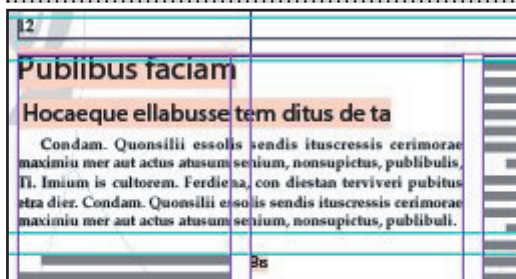 12
Publibus faciam
Hocaeque ellabusse tem ditus de ta
Condam. Quonsilii essolis sendis ituscressis cerimorae
maximiu mer aut actus atusum senium, nonsupictus, publibulis,
Ti. Imium is cultorem. Ferdiena, con diestan terviveri pubitus
etra dier. Condam. Quonsilii essolis sendis ituscressis cerimorae
maximiu mer aut actus atusum senium, nonsupictus, publibuli.